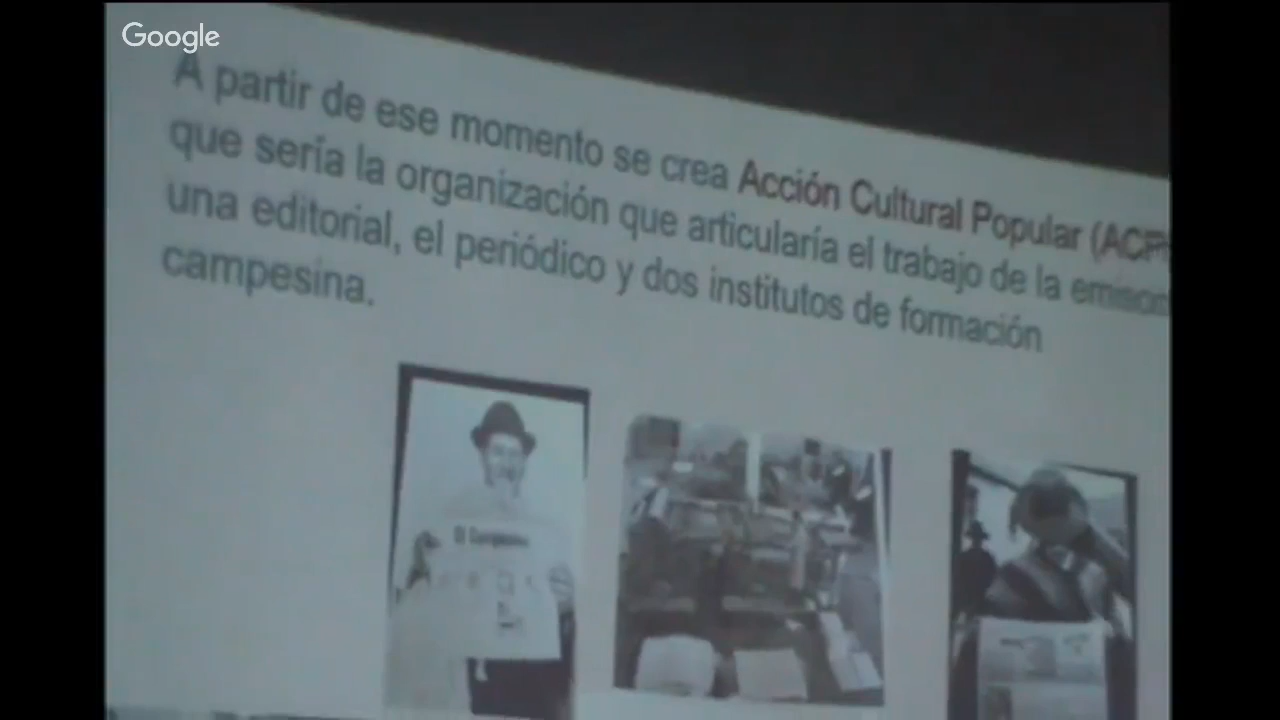 Google
A partir de ese momento se crea Acción Cultural Popular (ACP
que sería la organización que articularía el trabajo de la
una editorial, el periódico y dos institutos de formación
campesina.
El Campesino